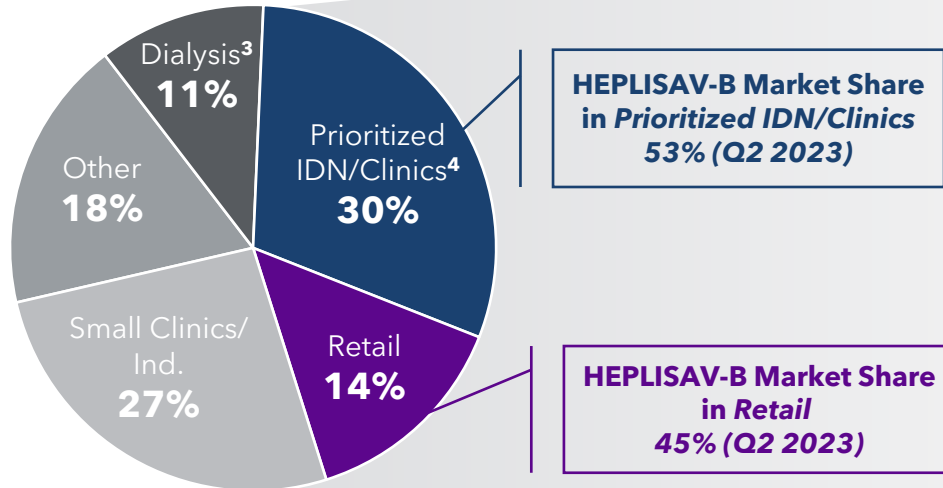 Dialysis³
11%
Prioritized
IDN/Clinics⁴
30%
Other
18%
Small Clinics/
Ind.
27%
Retail
14%
HEPLISAV-B Market Share
in Prioritized IDN/Clinics
53% (Q2 2023)
HEPLISAV-B Market Share
in Retail
45% (Q2 2023)